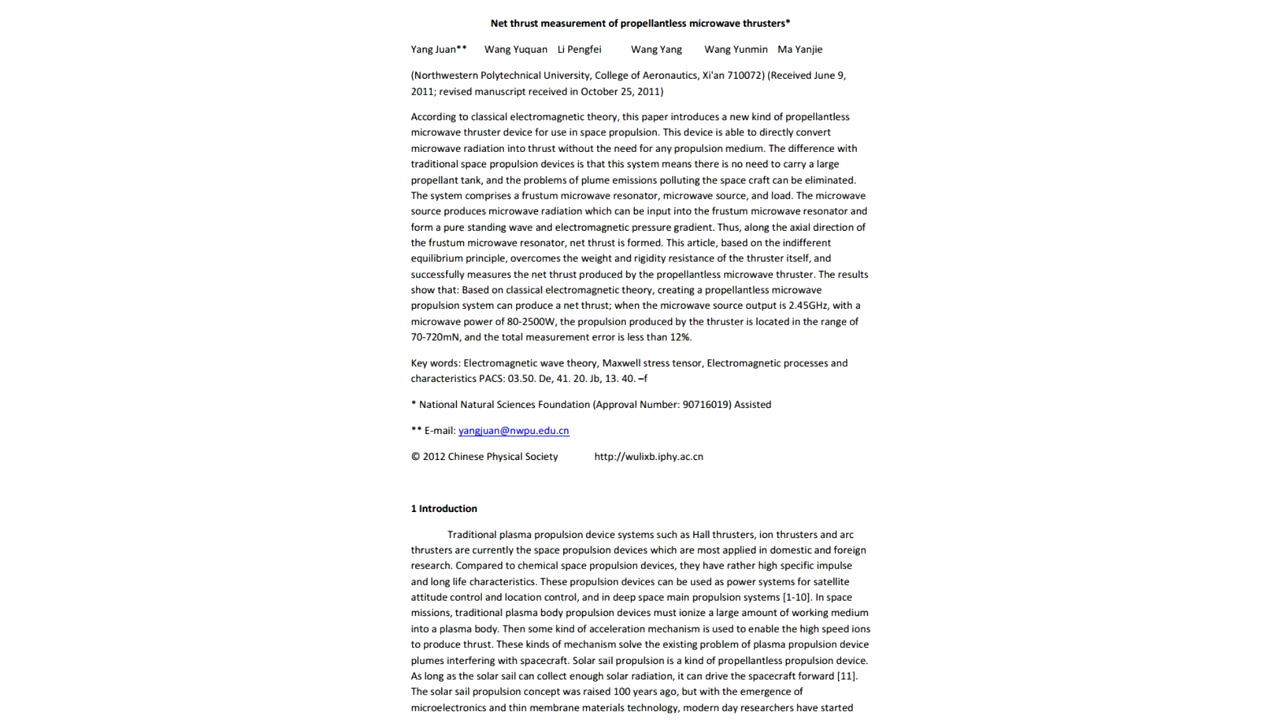 Net thrust measurement of propellantless microwave thrusters*
Yang Juan** Wang Yuquan Li Pengfei Wang Yang Wang Yunmin Ma Yanjie
(Northwestern Polytechnical University, College of Aeronautics, Xi'an 710072) (Received June 9,
2011; revised manuscript received in October 25, 2011)
According to classical electromagnetic theory, this paper introduces a new kind of propellantless
microwave thruster device for use in space propulsion. This device is able to directly convert
microwave radiation into thrust without the need for any propulsion medium. The difference with
traditional space propulsion devices is that this system means there is no need to carry a large
propellant tank, and the problems of plume emissions polluting the space craft can be eliminated.
The system comprises a frustum microwave resonator, microwave source, and load. The microwave
source produces microwave radiation which can be input into the frustum microwave resonator and
form a pure standing wave and electromagnetic pressure gradient. Thus, along the axial direction of
the frustum microwave resonator, net thrust is formed. This article, based on the indifferent
equilibrium principle, overcomes the weight and rigidity resistance of the thruster itself, and
successfully measures the net thrust produced by the propellantless microwave thruster. The results
show that: Based on classical electromagnetic theory, creating a propellantless microwave
propulsion system can produce a net thrust; when the microwave source output is 2.45GHz, with a
microwave power of 80-2500W, the propulsion produced by the thruster is located in the range of
70-720mN, and the total measurement error is less than 12%.
Key words: Electromagnetic wave theory, Maxwell stress tensor, Electromagnetic processes and
characteristics PACS: 03.50. De, 41. 20. Jb, 13. 40. –f
* National Natural Sciences Foundation (Approval Number: 90716019) Assisted
** E-mail: yangjuan@nwpu.edu.cn
© 2012 Chinese Physical Society http://wulixb.iphy.ac.cn
1 Introduction
Traditional plasma propulsion device systems such as Hall thrusters, ion thrusters and arc
thrusters are currently the space propulsion devices which are most applied in domestic and foreign
research. Compared to chemical space propulsion devices, they have rather high specific impulse
and long life characteristics. These propulsion devices can be used as power systems for satellite
attitude control and location control, and in deep space main propulsion systems [1-10]. In space
missions, traditional plasma body propulsion devices must ionize a large amount of working medium
into a plasma body. Then some kind of acceleration mechanism is used to enable the high speed ions
to produce thrust. These kinds of mechanism solve the existing problem of plasma propulsion device
plumes interfering with spacecraft. Solar sail propulsion is a kind of propellantless propulsion device.
As long as the solar sail can collect enough solar radiation, it can drive the spacecraft forward [11].
The solar sail propulsion concept was raised 100 years ago, but with the emergence of
microelectronics and thin membrane materials technology, modern day researchers have started